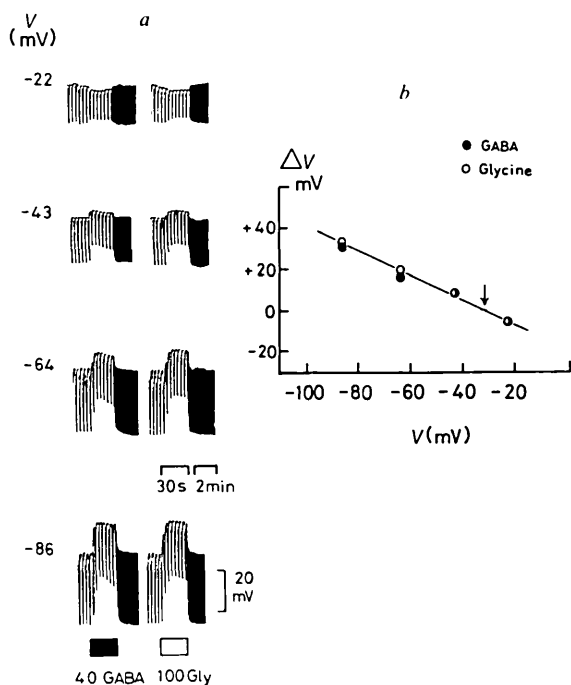 V
(mV)
a
-22
-43
-64
-86
30s 2min
20
mV
40 GABA 100 Gly
b
● GABA
○ Glycine
ΔV
mV
+40
+20
0
-20
-100 -80 -60 -40 -20
V(mV)